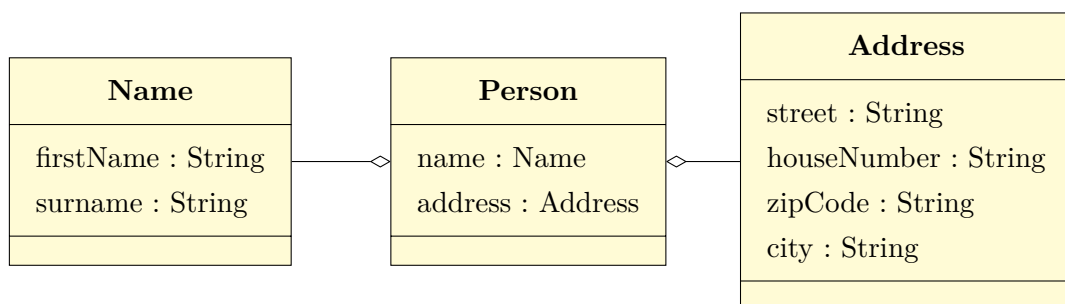 Name
firstName : String
surname : String
Person
name : Name
address : Address
Address
street : String
houseNumber : String
zipCode : String
city : String